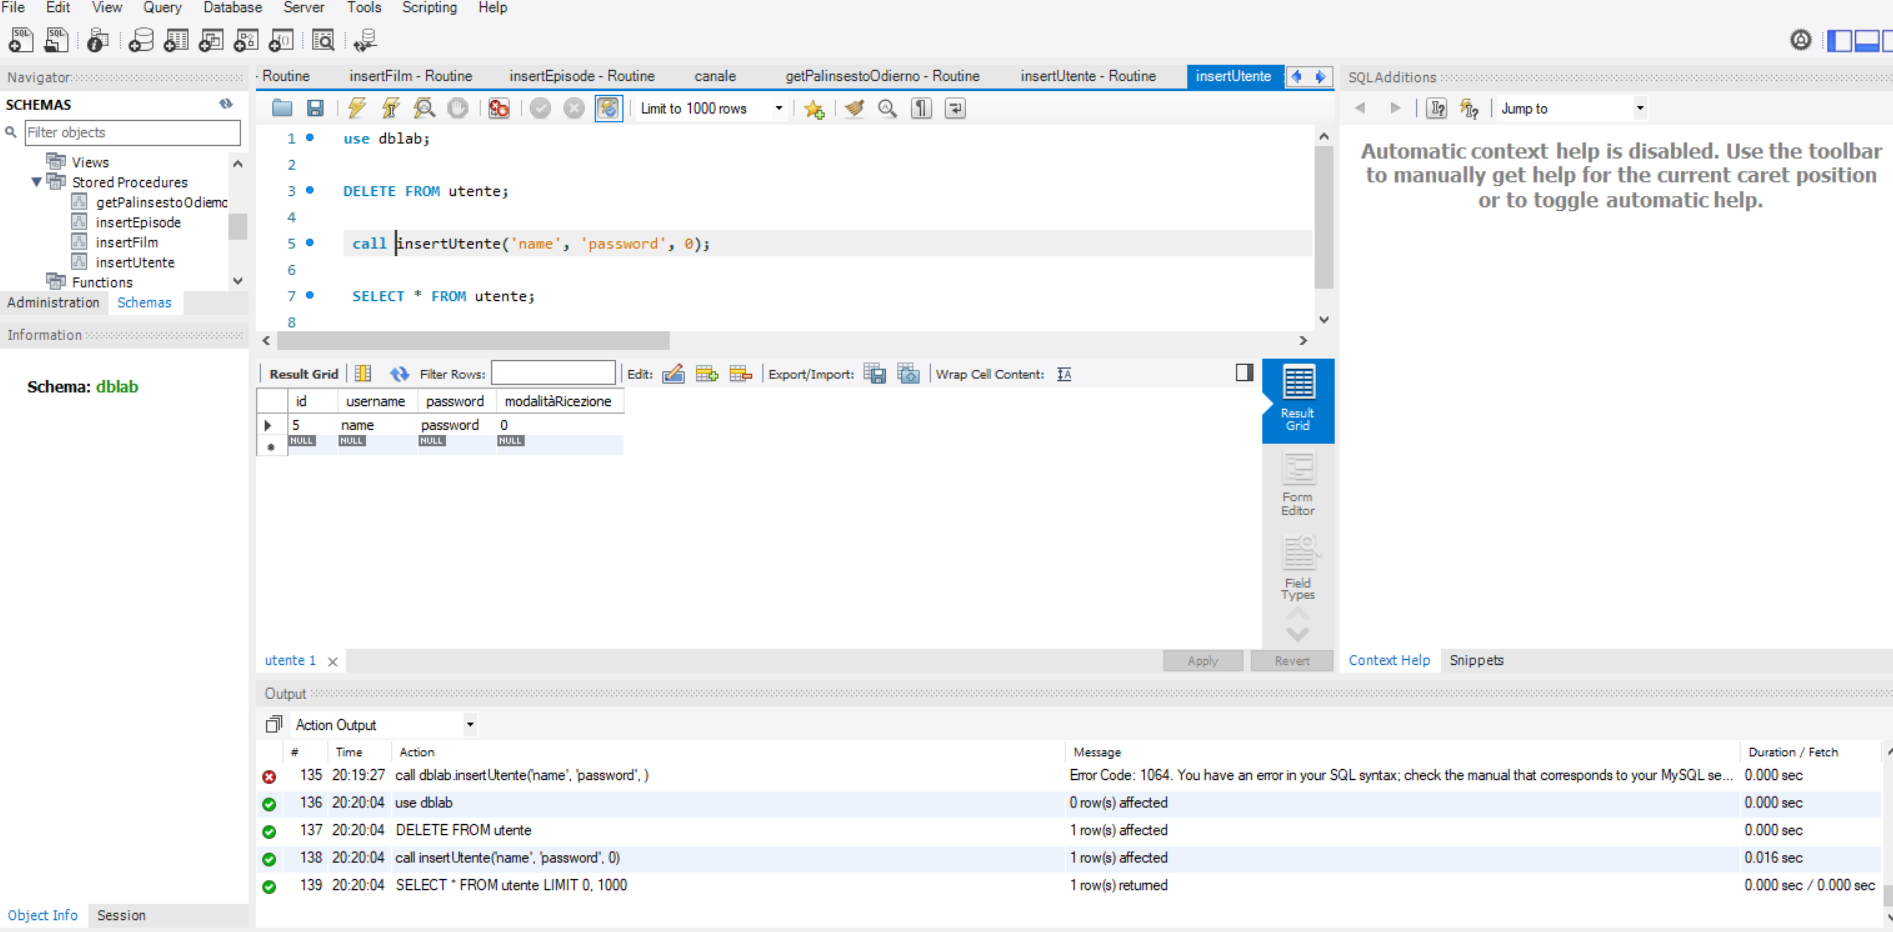 File Edit View Query Database Server Tools Scripting Help
Navigator
SCHEMAS
Filter objects
Views
Stored Procedures
getPalinsestoOdierno
insertEpisode
insertFilm
insertUtente
Functions
Administration Schemas
Information
Schema: dblab
Object Info Session
- Routine insertFilm - Routine insertEpisode - Routine canale getPalinsestoOdierno - Routine insertUtente - Routine insertUtente
Limit to 1000 rows
1 use dblab;
2
3 DELETE FROM utente;
4
5 call insertUtente('name', 'password', 0);
6
7 SELECT * FROM utente;
8
Result Grid Filter Rows: Edit: Export/Import: Wrap Cell Content:
id username password modalitàRicezione
5 name password 0
NULL NULL NULL NULL
Result Grid
Form Editor
Field Types
utente 1 Apply Revert
SQLAdditions
Jump to
Automatic context help is disabled. Use the toolbar
to manually get help for the current caret position
or to toggle automatic help.
Context Help Snippets
Output
Action Output
# Time Action Message Duration / Fetch
135 20:19:27 call dblab.insertUtente('name', 'password', ) Error Code: 1064. You have an error in your SQL syntax; check the manual that corresponds to your MySQL se... 0.000 sec
136 20:20:04 use dblab 0 row(s) affected 0.000 sec
137 20:20:04 DELETE FROM utente 1 row(s) affected 0.000 sec
138 20:20:04 call insertUtente('name', 'password', 0) 1 row(s) affected 0.016 sec
139 20:20:04 SELECT * FROM utente LIMIT 0, 1000 1 row(s) returned 0.000 sec / 0.000 sec